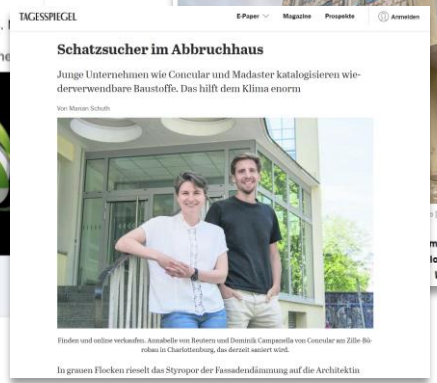 TAGESSPIEGEL
E-Paper Magazine Prospekte Anmelden
Schatzsucher im Abbruchhaus
Junge Unternehmen wie Concular und Madaster katalogisieren wie-
derverwendbare Baustoffe. Das hilft dem Klima enorm
Von Marian Schuth
Finden und online verkaufen. Annabelle von Reutern und Dominik Campanella von Concular am Zille-Bü-
robau in Charlottenburg, das derzeit saniert wird.
In grauen Flocken rieselt das Styropor der Fassadendämmung auf die Architektin